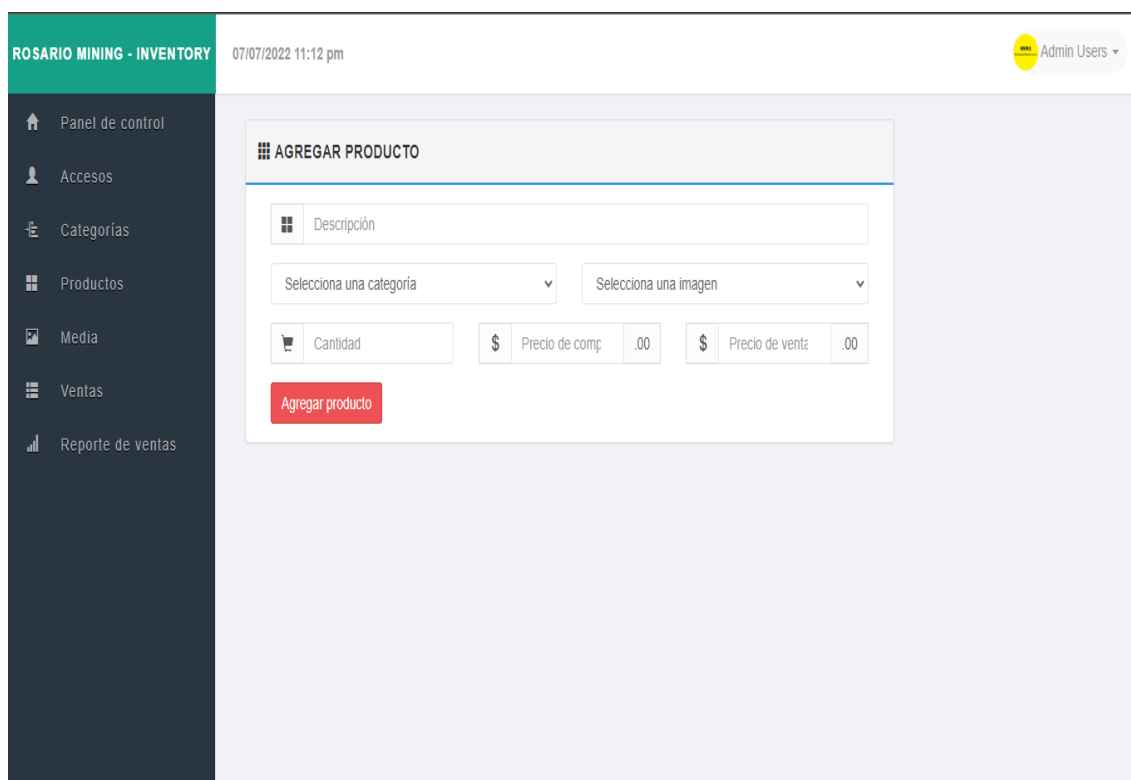 ROSARIO MINING - INVENTORY
07/07/2022 11:12 pm
Admin Users
Panel de control
Accesos
Categorías
Productos
Media
Ventas
Reporte de ventas
AGREGAR PRODUCTO
Descripción
Selecciona una categoría
Selecciona una imagen
Cantidad
$ Precio de comp .00
$ Precio de venta .00
Agregar producto